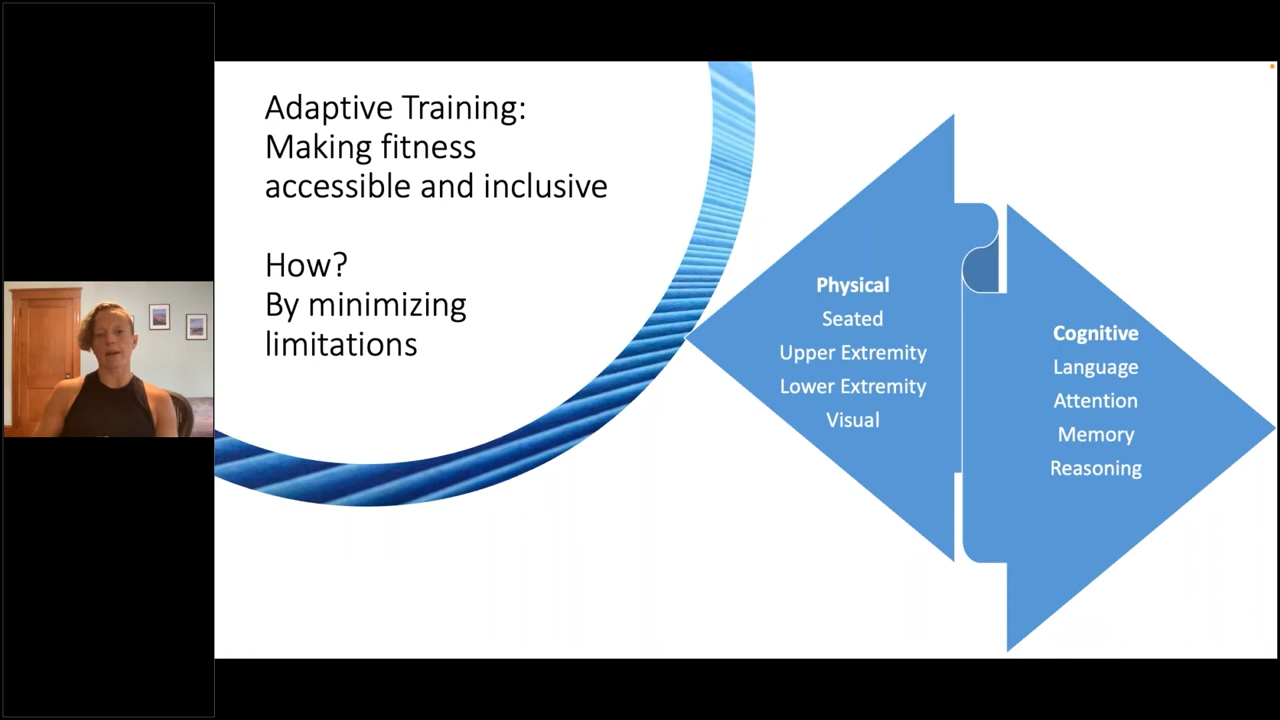 Adaptive Training:
Making fitness
accessible and inclusive
How?
By minimizing
limitations
Physical
Seated
Upper Extremity
Lower Extremity
Visual
Cognitive
Language
Attention
Memory
Reasoning